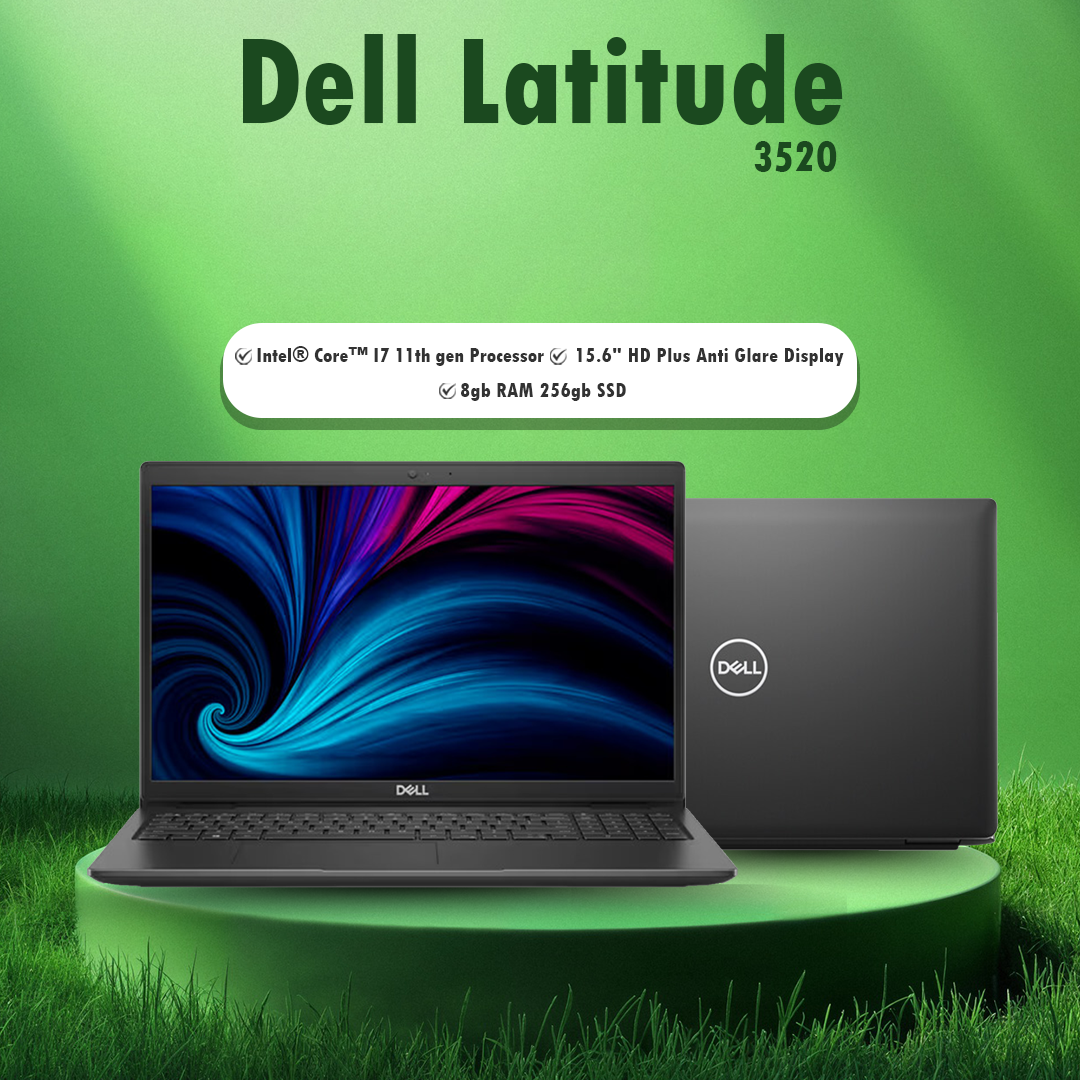 Dell Latitude
3520
Intel® Core™ I7 11th gen Processor 15.6" HD Plus Anti Glare Display
8gb RAM 256gb SSD
DELL
DELL